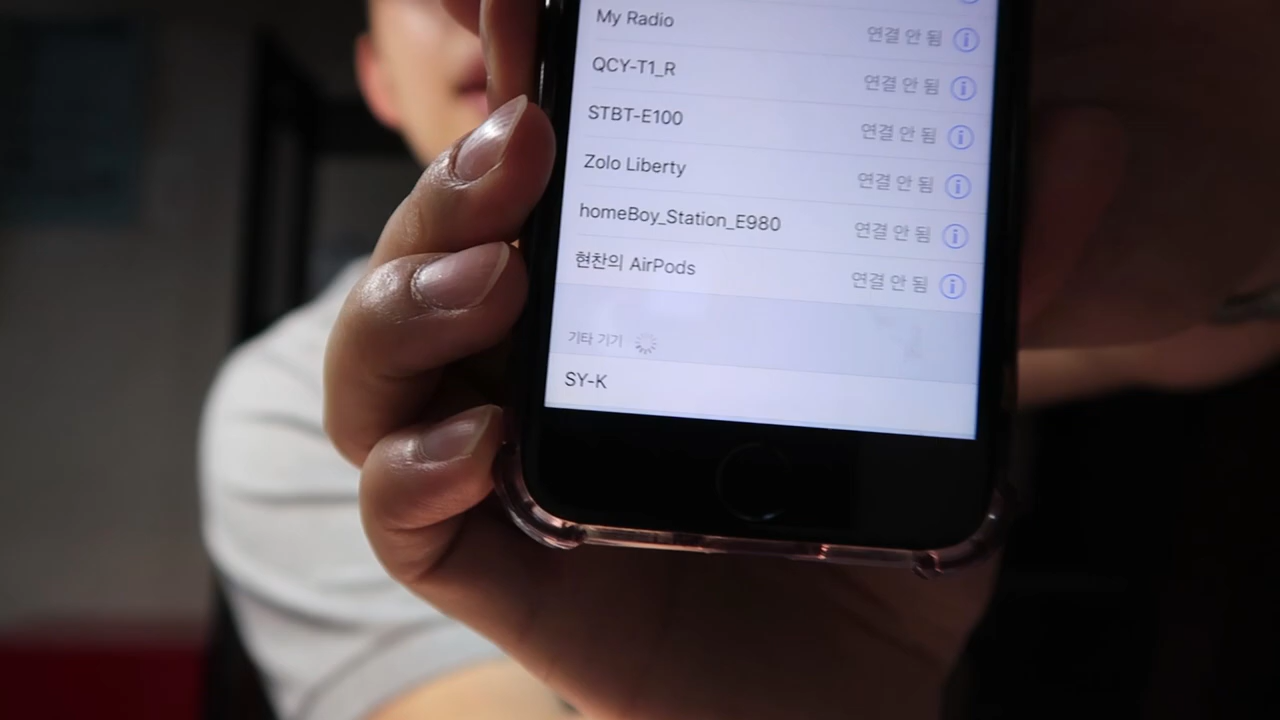 My Radio 연결 안 됨
QCY-T1_R 연결 안 됨
STBT-E100 연결 안 됨
Zolo Liberty 연결 안 됨
homeBoy_Station_E980 연결 안 됨
현찬의 AirPods 연결 안 됨
기타 기기
SY-K